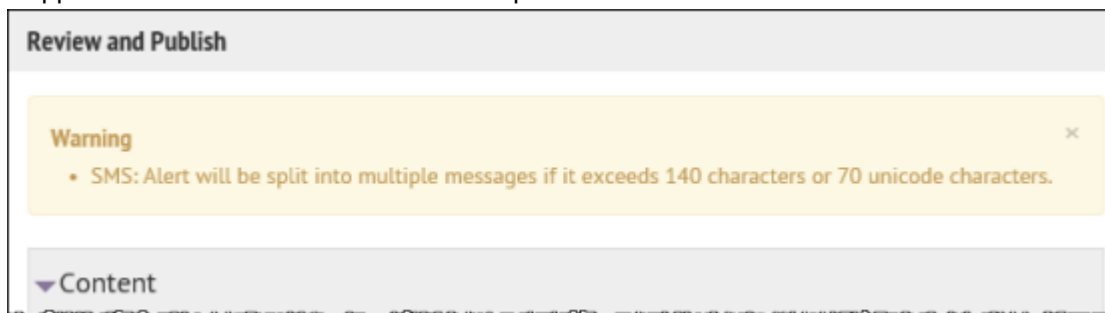 Review and Publish
Warning
×
• SMS: Alert will be split into multiple messages if it exceeds 140 characters or 70 unicode characters.
Content